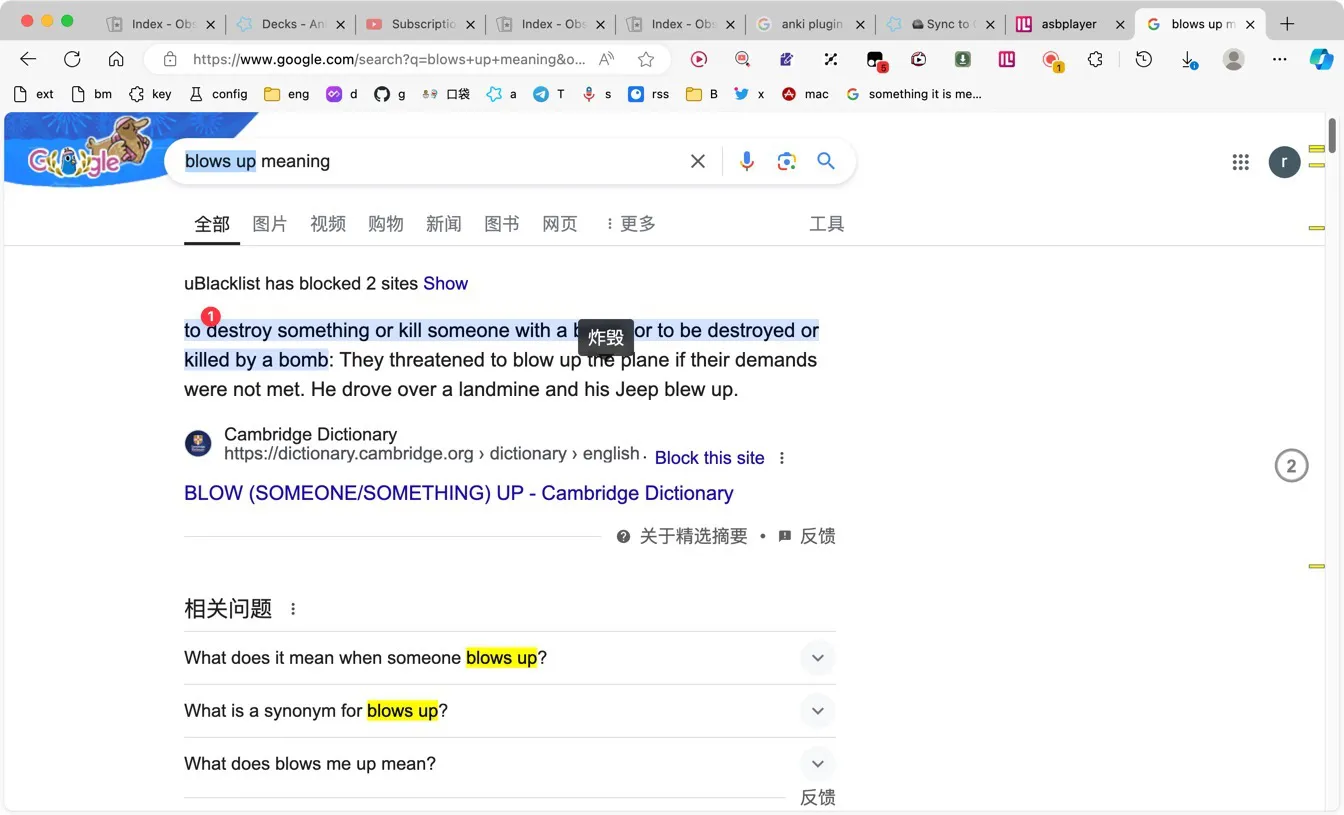 Index - Obs
Decks - An
Subscriptio
Index - Obs
Index - Obs
anki plugin
Sync to
asbplayer
blows up m
https://www.google.com/search?q=blows+up+meaning&o...
5
1
ext
bm
key
config
eng
d
g
口袋
a
T
s
rss
B
x
mac
something it is me...
Google
blows up meaning
r
全部
图片
视频
购物
新闻
图书
网页
更多
工具
uBlacklist has blocked 2 sites Show
1
to destroy something or kill someone with a b or to be destroyed or
炸毁
killed by a bomb: They threatened to blow up the plane if their demands
were not met. He drove over a landmine and his Jeep blew up.
Cambridge Dictionary
https://dictionary.cambridge.org › dictionary › english.
Block this site
2
BLOW (SOMEONE/SOMETHING) UP - Cambridge Dictionary
关于精选摘要 • 反馈
相关问题
What does it mean when someone blows up?
What is a synonym for blows up?
What does blows me up mean?
反馈